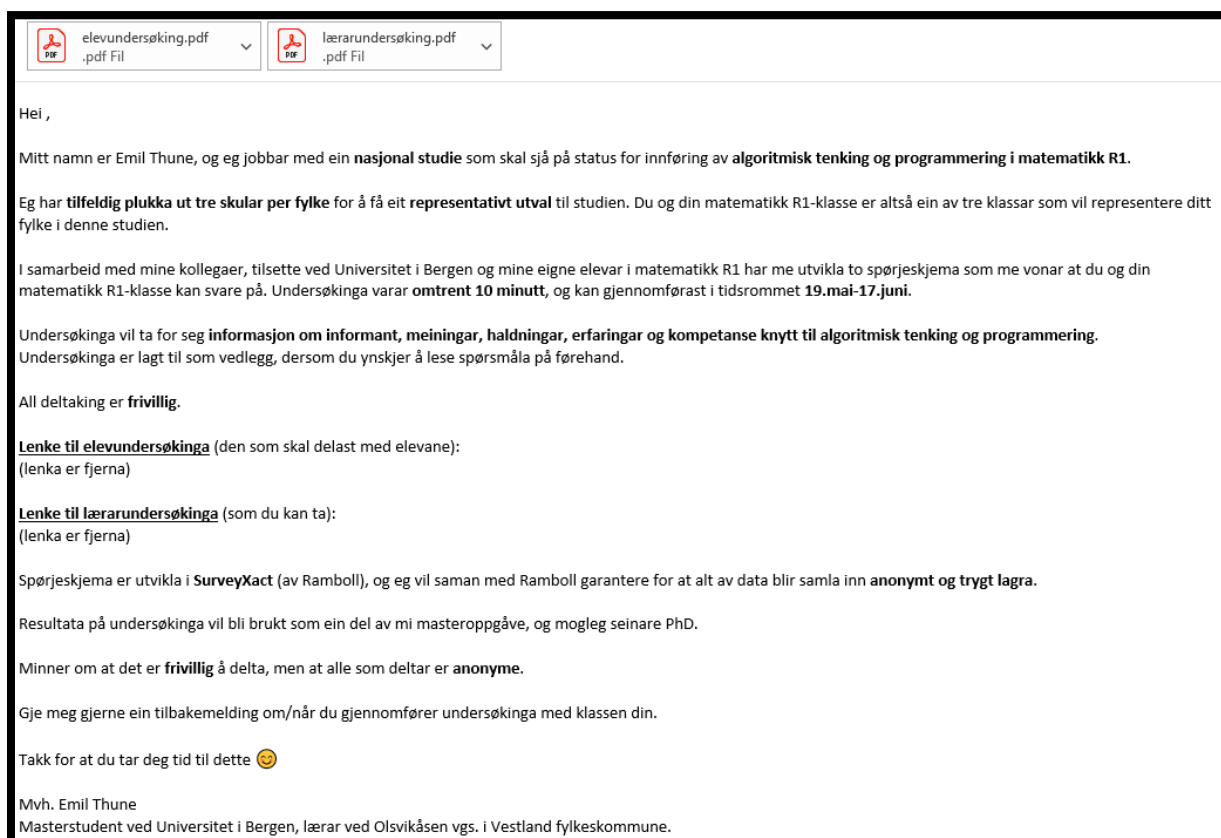 elevundersøking.pdf
.pdf Fil
lærarundersøking.pdf
.pdf Fil
PDF
PDF
Hei ,
Mitt namn er Emil Thune, og eg jobbar med ein nasjonal studie som skal sjå på status for innføring av algoritmisk tenking og programmering i matematikk R1.
Eg har tilfeldig plukka ut tre skular per fylke for å få eit representativt utval til studien. Du og din matematikk R1-klasse er altså ein av tre klassar som vil representere ditt
fylke i denne studien.
I samarbeid med mine kollegaer, tilsette ved Universitet i Bergen og mine eigne elevar i matematikk R1 har me utvikla to spørjeskjema som me vonar at du og din
matematikk R1-klasse kan svare på. Undersøkinga varar omtrent 10 minutt, og kan gjennomførast i tidsrommet 19.mai-17.juni.
Undersøkinga vil ta for seg informasjon om informant, meiningar, haldningar, erfaringar og kompetanse knytt til algoritmisk tenking og programmering.
Undersøkinga er lagt til som vedlegg, dersom du ynskjer å lese spørsmåla på førehand.
All deltaking er frivillig.
Lenke til elevundersøkinga (den som skal delast med elevane):
(lenka er fjerna)
Lenke til lærarundersøkinga (som du kan ta):
(lenka er fjerna)
Spørjeskjema er utvikla i SurveyXact (av Ramboll), og eg vil saman med Ramboll garantere for at alt av data blir samla inn anonymt og trygt lagra.
Resultata på undersøkinga vil bli brukt som ein del av mi masteroppgåve, og mogleg seinare PhD.
Minner om at det er frivillig å delta, men at alle som deltar er anonyme.
Gje meg gjerne ein tilbakemelding om/når du gjennomfører undersøkinga med klassen din.
Takk for at du tar deg tid til dette 😊
Mvh. Emil Thune
Masterstudent ved Universitet i Bergen, lærar ved Olsvikåsen vgs. i Vestland fylkeskommune.